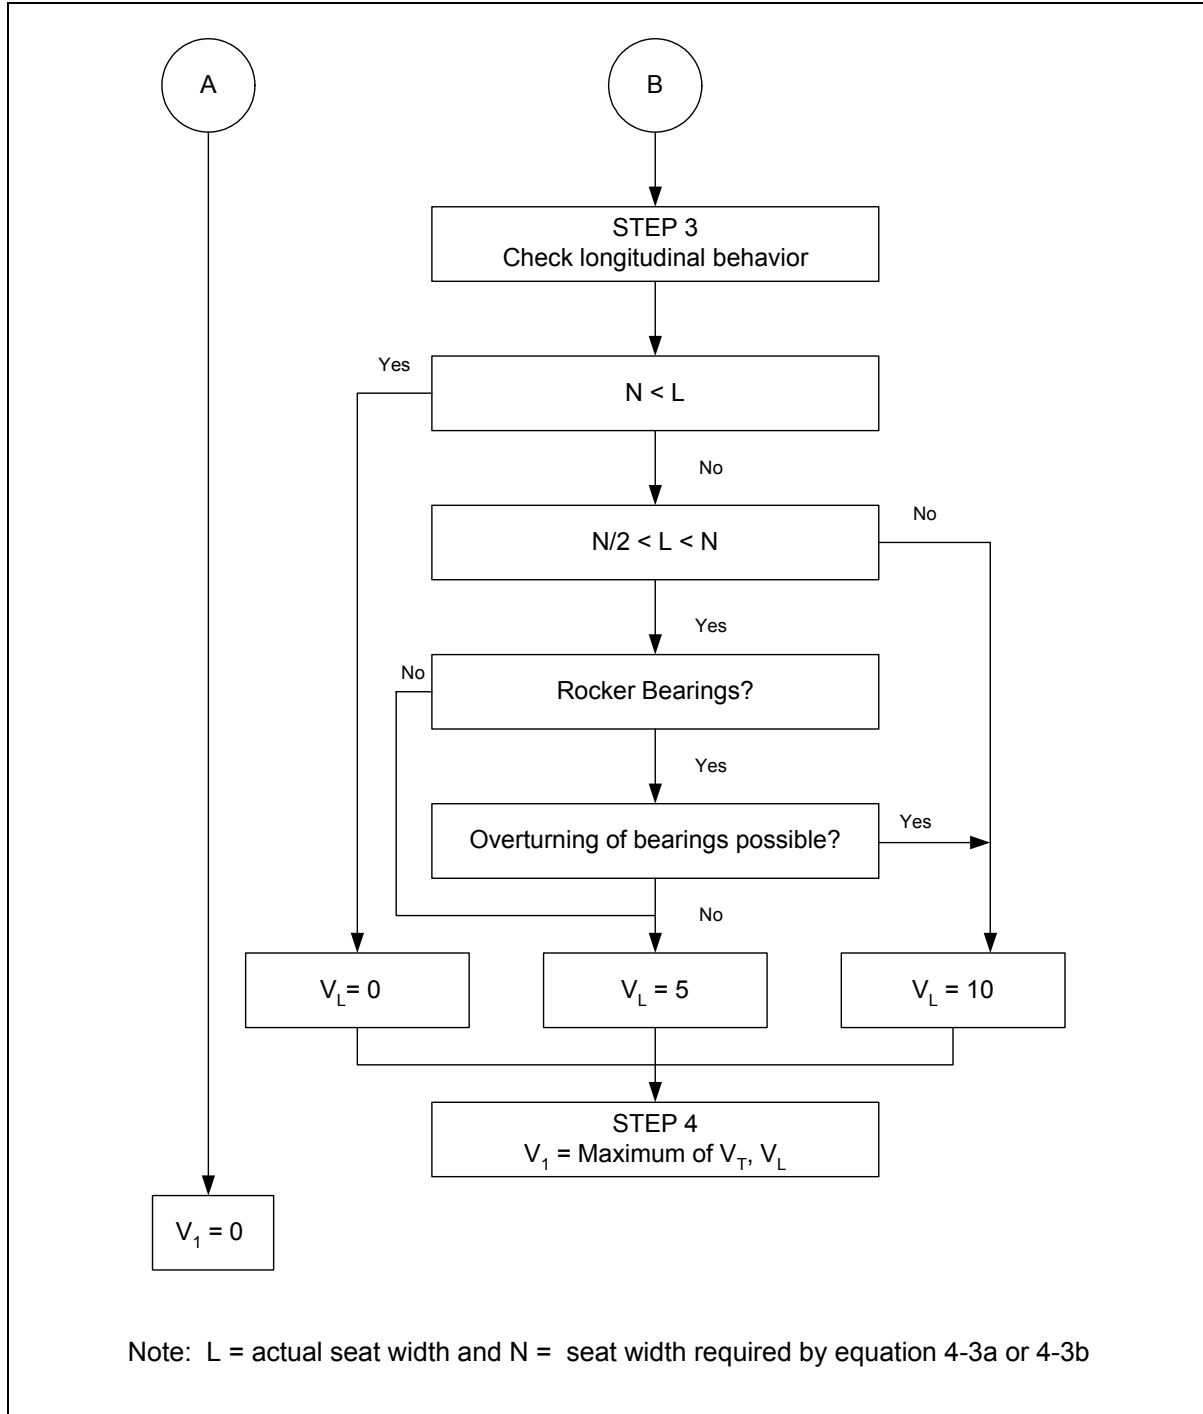 A
B
STEP 3
Check longitudinal behavior
Yes
N < L
No
N/2 < L < N
No
Yes
No
Rocker Bearings?
Yes
Overturning of bearings possible?
Yes
No
V_L= 0
V_L = 5
V_L = 10
STEP 4
V_1 = Maximum of V_T, V_L
V_1 = 0
Note: L = actual seat width and N = seat width required by equation 4-3a or 4-3b